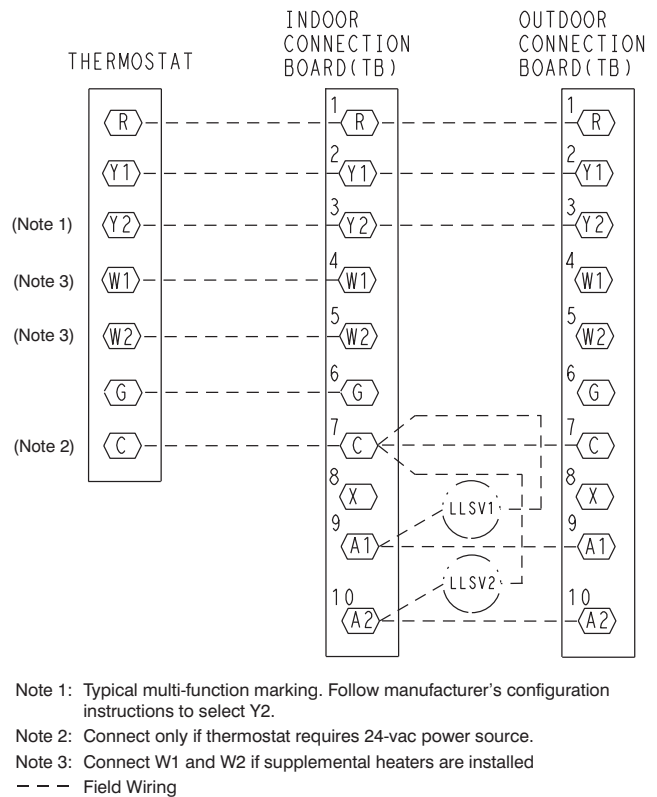 THERMOSTAT
INDOOR
CONNECTION
BOARD(TB)
OUTDOOR
CONNECTION
BOARD(TB)
R
1
R
1
R
Y1
2
Y1
2
Y1
(Note 1)
Y2
3
Y2
3
Y2
(Note 3)
W1
4
W1
4
W1
(Note 3)
W2
5
W2
5
W2
G
6
G
6
G
(Note 2)
C
7
C
7
C
8
X
8
X
LLSV1
9
A1
9
A1
LLSV2
10
A2
10
A2
Note 1: Typical multi-function marking. Follow manufacturer’s configuration
instructions to select Y2.
Note 2: Connect only if thermostat requires 24-vac power source.
Note 3: Connect W1 and W2 if supplemental heaters are installed
Field Wiring